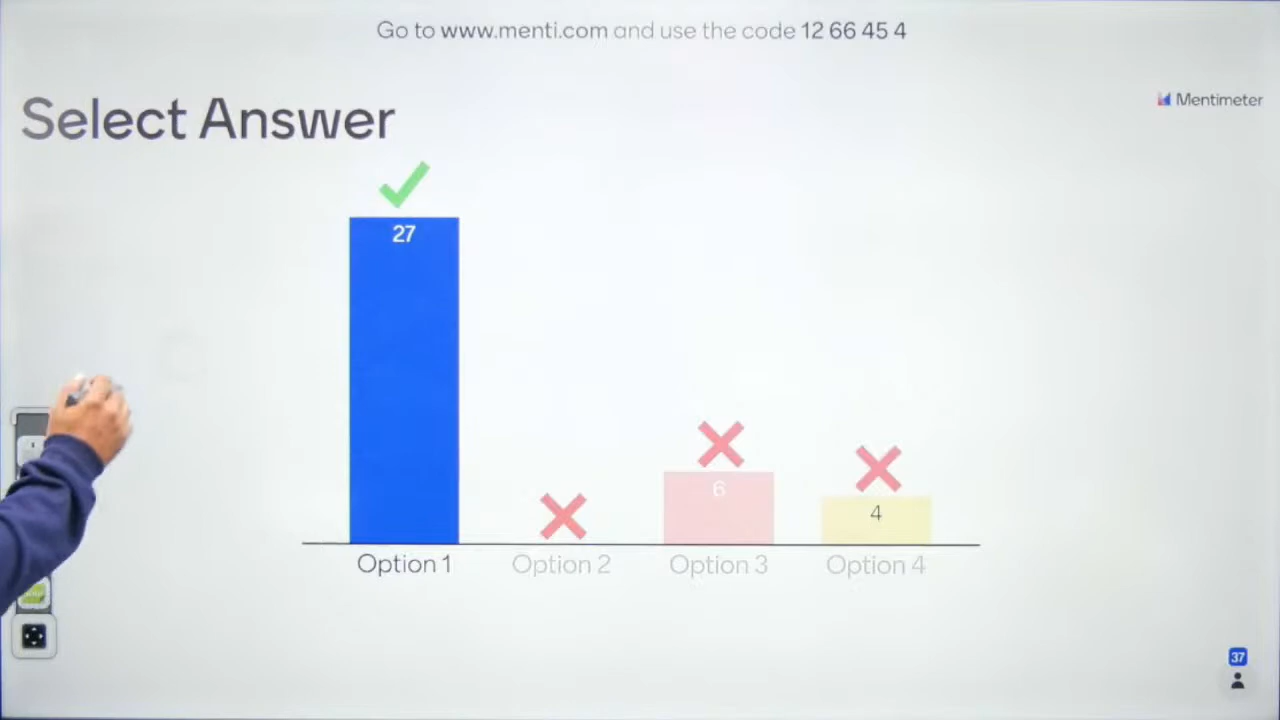 Go to www.menti.com and use the code 12 66 45 4
Mentimeter
Select Answer
27
6
4
Option 1
Option 2
Option 3
Option 4
37